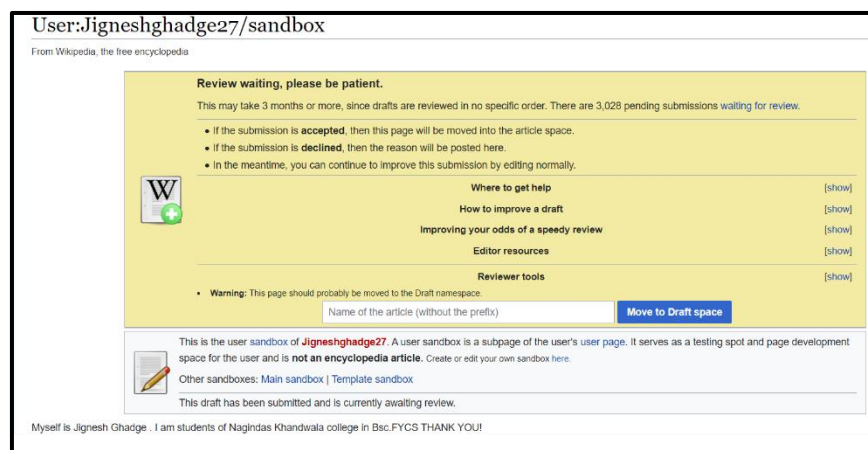 User:Jigneshghadge27/sandbox
From Wikipedia, the free encyclopedia
Review waiting, please be patient.
This may take 3 months or more, since drafts are reviewed in no specific order. There are 3,028 pending submissions waiting for review.
• If the submission is accepted, then this page will be moved into the article space.
• If the submission is declined, then the reason will be posted here.
• In the meantime, you can continue to improve this submission by editing normally.
W
Where to get help [show]
How to improve a draft [show]
Improving your odds of a speedy review [show]
Editor resources [show]
Reviewer tools [show]
• Warning: This page should probably be moved to the Draft namespace.
Name of the article (without the prefix) Move to Draft space
This is the user sandbox of Jigneshghadge27. A user sandbox is a subpage of the user's user page. It serves as a testing spot and page development
space for the user and is not an encyclopedia article. Create or edit your own sandbox here.
Other sandboxes: Main sandbox | Template sandbox
This draft has been submitted and is currently awaiting review.
Myself is Jignesh Ghadge . I am students of Nagindas Khandwala college in Bsc.FYCS THANK YOU!